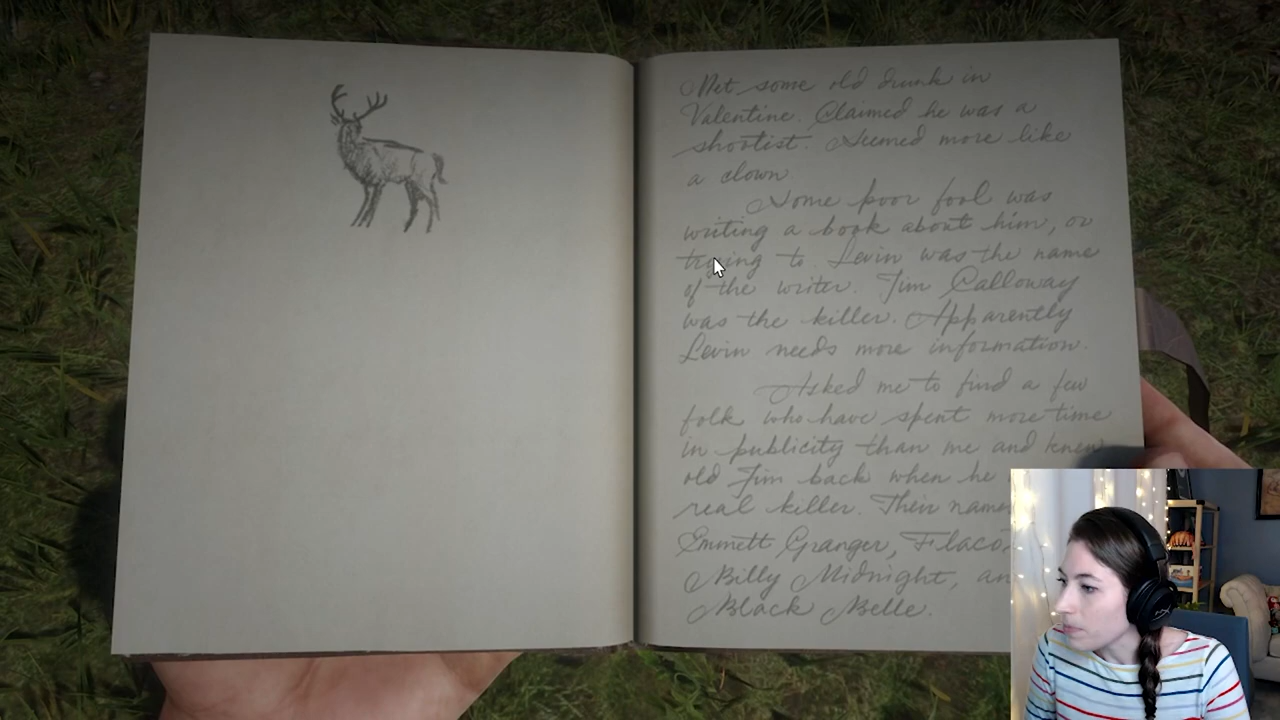 Met some old drunk in
Valentine. Claimed he was a
shootist. Seemed more like
a clown.
Some poor fool was
writing a book about him, or
trying to. Levin was the name
of the writer. Jim Calloway
was the killer. Apparently
Levin needs more information.
Asked me to find a few
folk who have spent more time
in publicity than me and knew
old Jim back when he
real killer. Their names
Emmett Granger, Flaco
Billy Midnight, an
Black Belle.